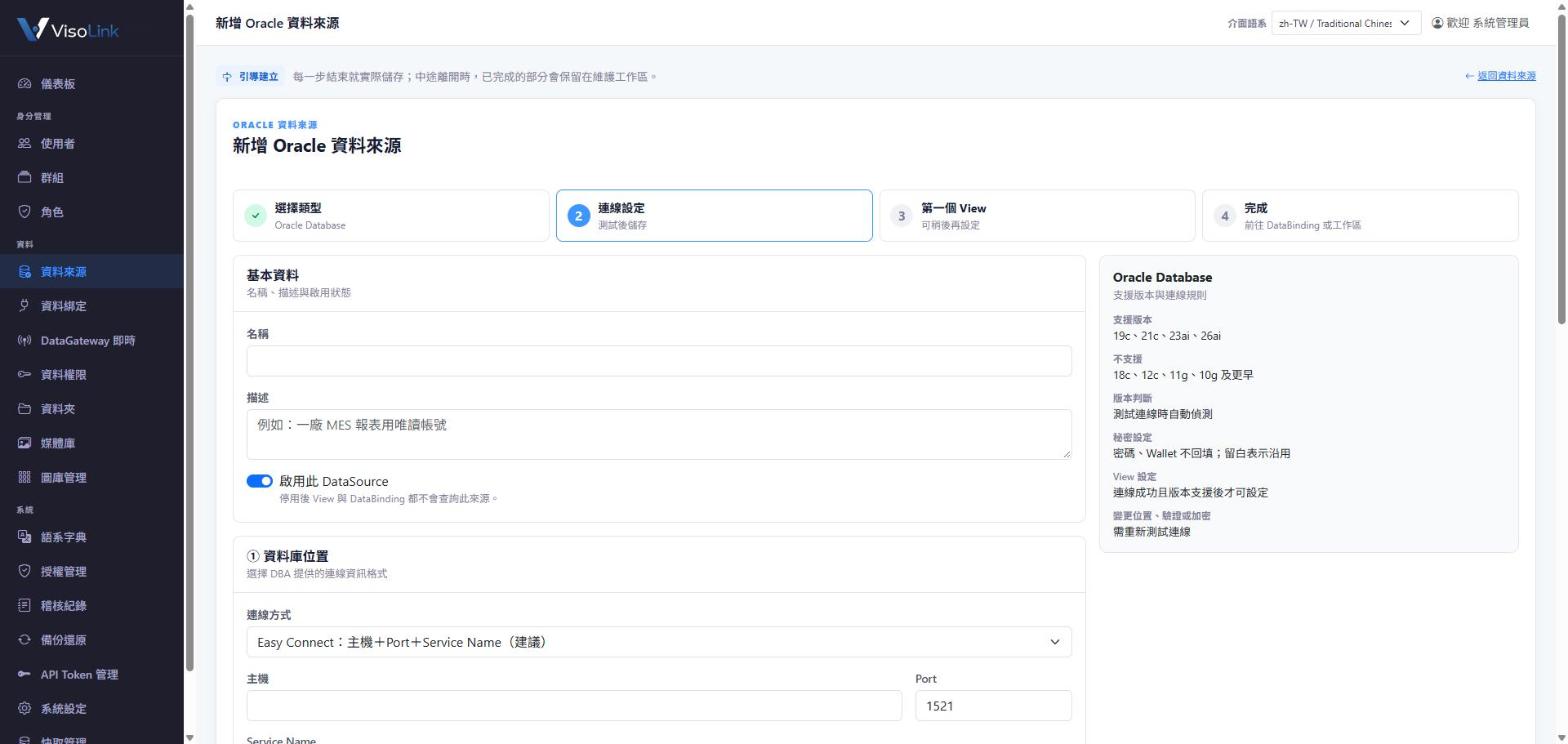 VisoLink
儀表板
身分管理
使用者
群組
角色
資料
資料來源
資料綁定
DataGateway 即時
資料權限
資料夾
媒體庫
圖庫管理
系統
語系字典
授權管理
稽核紀錄
備份還原
API Token 管理
系統設定
快取管理
新增 Oracle 資料來源
介面語系
zh-TW / Traditional Chines
歡迎 系統管理員
引導建立
每一步結束就實際儲存；中途離開時，已完成的部分會保留在維護工作區。
← 返回資料來源
ORACLE 資料來源
新增 Oracle 資料來源
選擇類型
Oracle Database
2
連線設定
測試後儲存
3
第一個 View
可稍後再設定
4
完成
前往 DataBinding 或工作區
基本資料
名稱、描述與啟用狀態
名稱
描述
例如：一廠 MES 報表用唯讀帳號
啟用此 DataSource
停用後 View 與 DataBinding 都不會查詢此來源。
① 資料庫位置
選擇 DBA 提供的連線資訊格式
連線方式
Easy Connect：主機＋Port＋Service Name（建議）
主機
Port
1521
Service Name
Oracle Database
支援版本與連線規則
支援版本
19c、21c、23ai、26ai
不支援
18c、12c、11g、10g 及更早
版本判斷
測試連線時自動偵測
秘密設定
密碼、Wallet 不回填；留白表示沿用
View 設定
連線成功且版本支援後才可設定
變更位置、驗證或加密
需重新測試連線